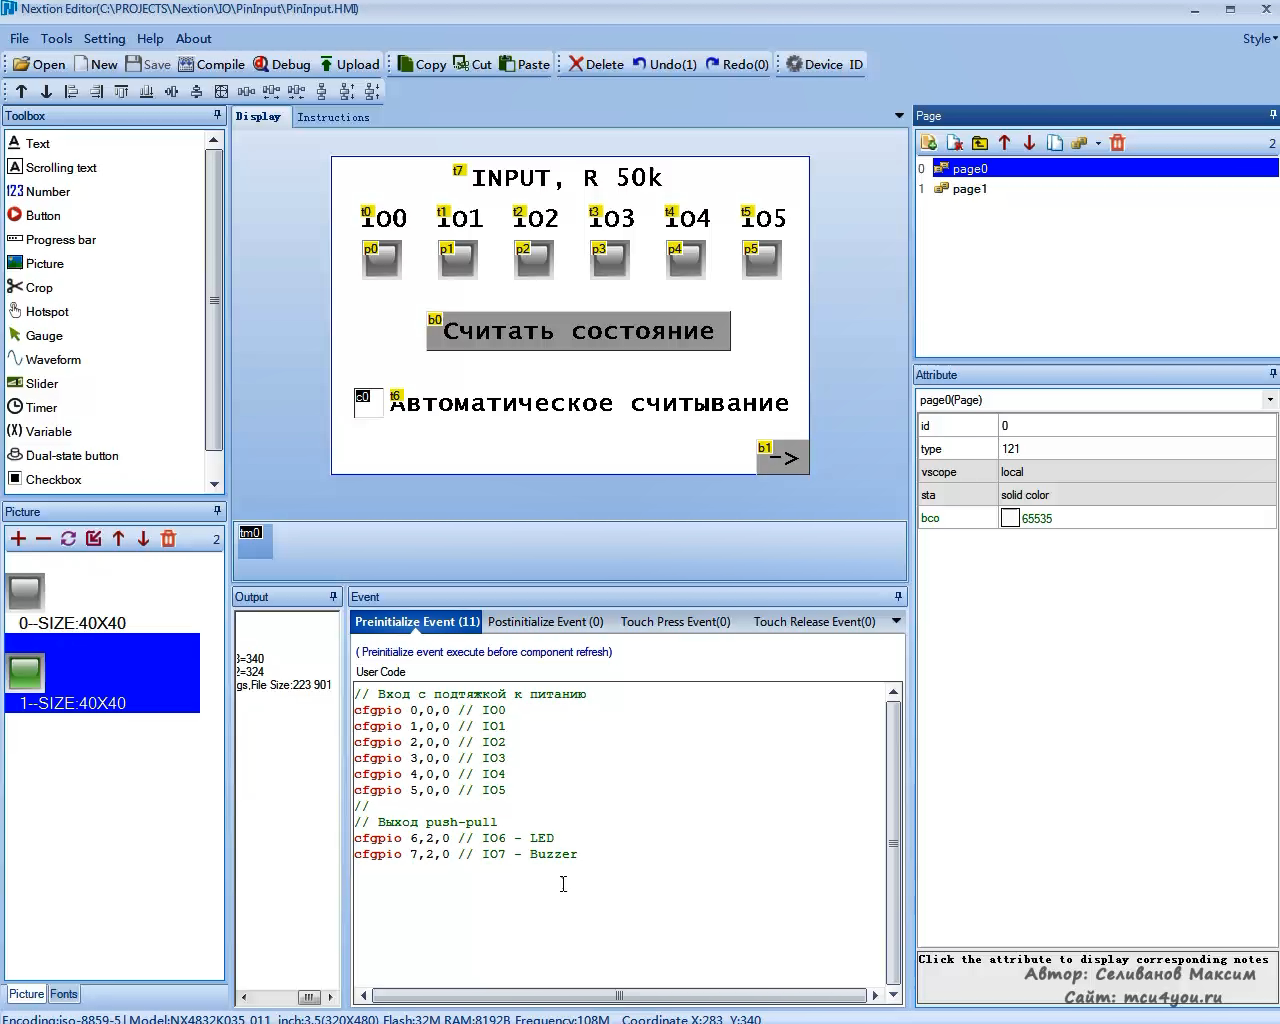 Nextion Editor(C:\PROJECTS\Nextion\IO\PinInput\PinInput.HMI)
File Tools Setting Help About
Style
Open New Save Compile Debug Upload Copy Cut Paste Delete Undo(1) Redo(0) Device ID
Toolbox
Text
Scrolling text
123 Number
Button
Progress bar
Picture
Crop
Hotspot
Gauge
Waveform
Slider
Timer
(X) Variable
Dual-state button
Checkbox
Picture
2
0--SIZE:40X40
1--SIZE:40X40
Picture Fonts
Display Instructions
t7 INPUT, R 50k
t0 t1 t2 t3 t4 t5
IO0 IO1 IO2 IO3 IO4 IO5
p0 p1 p2 p3 p4 p5
b0 Считать состояние
c0 t6 Автоматическое считывание
b1 ->
tm0
Output
3=340
2=324
gs,File Size:223 901
Event
Preinitialize Event (11) Postinitialize Event (0) Touch Press Event(0) Touch Release Event(0)
( Preinitialize event execute before component refresh)
User Code
// Вход с подтяжкой к питанию
cfgpio 0,0,0 // IO0
cfgpio 1,0,0 // IO1
cfgpio 2,0,0 // IO2
cfgpio 3,0,0 // IO3
cfgpio 4,0,0 // IO4
cfgpio 5,0,0 // IO5
//
// Выход push-pull
cfgpio 6,2,0 // IO6 - LED
cfgpio 7,2,0 // IO7 - Buzzer
Page
2
0 page0
1 page1
Attribute
page0(Page)
id 0
type 121
vscope local
sta solid color
bco 65535
Click the attribute to display corresponding notes
Автор: Селиванов Максим
Сайт: mcu4you.ru
Encoding:iso-8859-5 Model:NX4832K035_011 inch:3.5(320X480) Flash:32M RAM:8192B Frequency:108M Coordinate X:283 Y:340